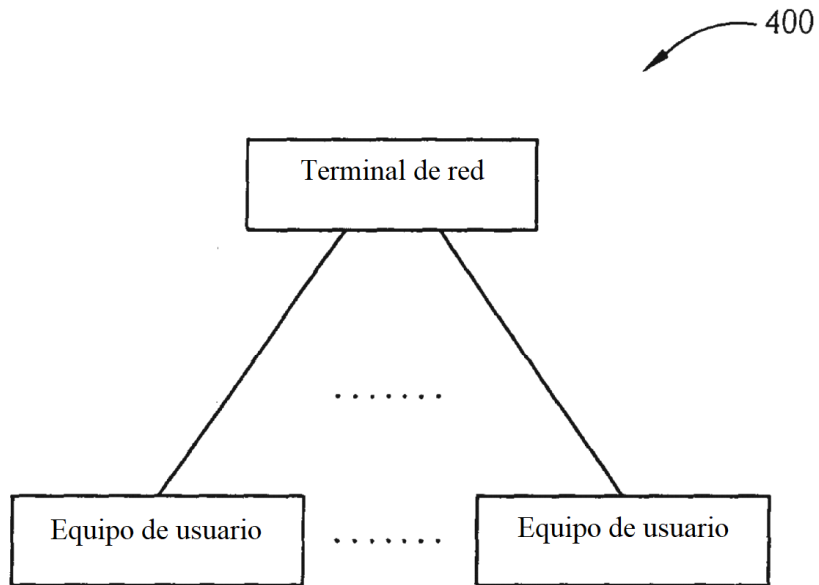 400
Terminal de red
.......
Equipo de usuario
.......
Equipo de usuario